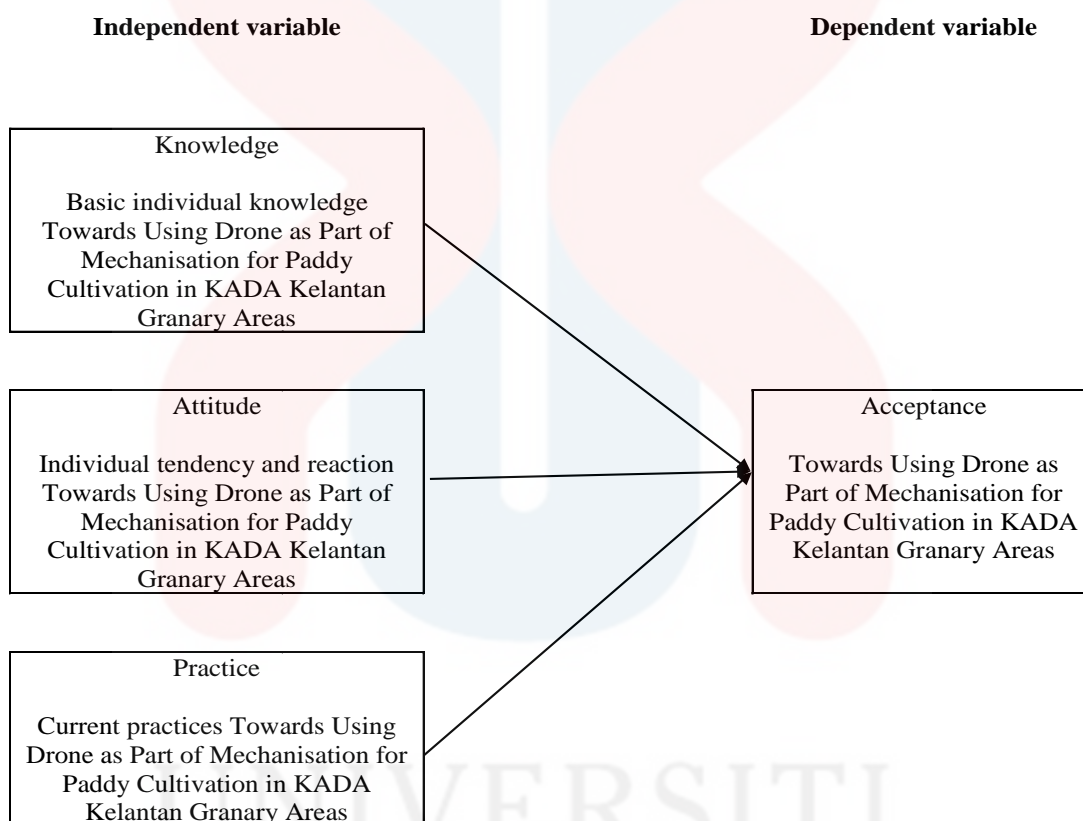 Independent variable
Dependent variable
Knowledge
Basic individual knowledge
Towards Using Drone as Part of
Mechanisation for Paddy
Cultivation in KADA Kelantan
Granary Areas
Attitude
Individual tendency and reaction
Towards Using Drone as Part of
Mechanisation for Paddy
Cultivation in KADA Kelantan
Granary Areas
Practice
Current practices Towards Using
Drone as Part of Mechanisation for
Paddy Cultivation in KADA
Kelantan Granary Areas
Acceptance
Towards Using Drone as
Part of Mechanisation for
Paddy Cultivation in KADA
Kelantan Granary Areas
UNIVERSITI